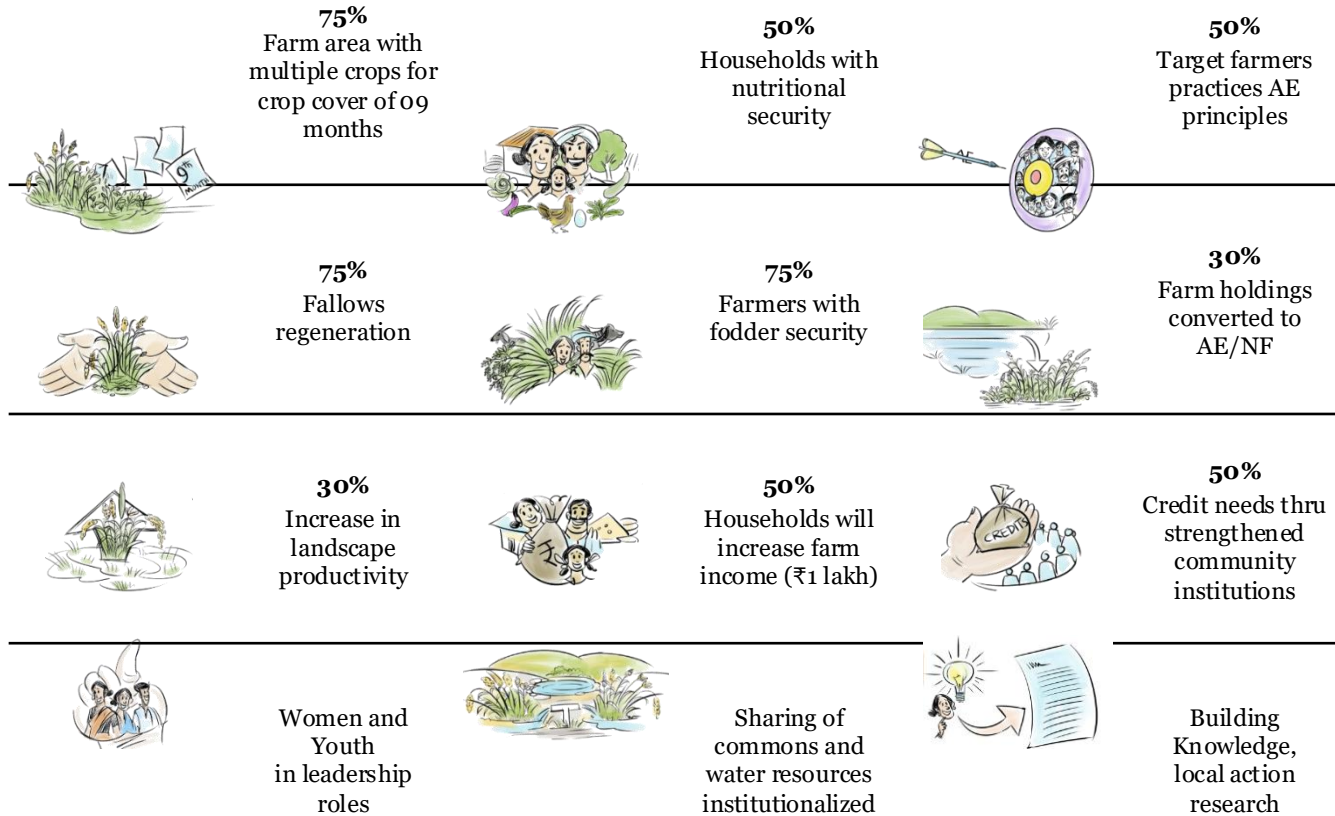 75%
Farm area with
multiple crops for
crop cover of 09
months
9th
MONTH
50%
Households with
nutritional
security
50%
Target farmers
practices AE
principles
AE
75%
Fallows
regeneration
75%
Farmers with
fodder security
30%
Farm holdings
converted to
AE/NF
30%
Increase in
landscape
productivity
50%
Households will
increase farm
income (₹1 lakh)
50%
Credit needs thru
strengthened
community
institutions
CREDITS
Women and
Youth
in leadership
roles
Sharing of
commons and
water resources
institutionalized
Building
Knowledge,
local action
research